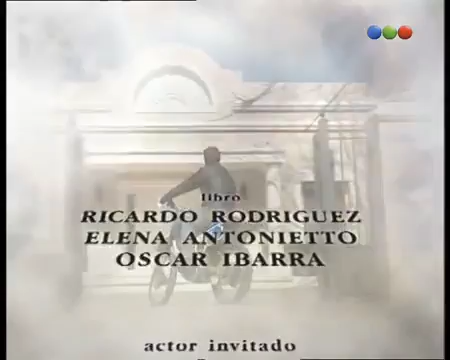 libro
RICARDO RODRIGUEZ
ELENA ANTONIETTO
OSCAR IBARRA
actor invitado